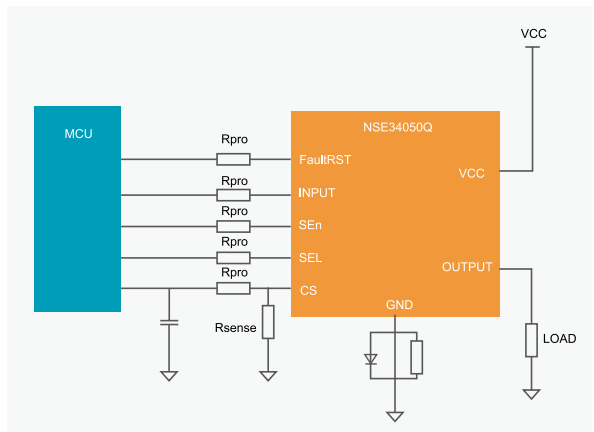 VCC
MCU
NSE34050Q
Rpro
FaultRST
VCC
Rpro
INPUT
Rpro
SEn
Rpro
SEL
OUTPUT
Rpro
CS
GND
Rsense
LOAD